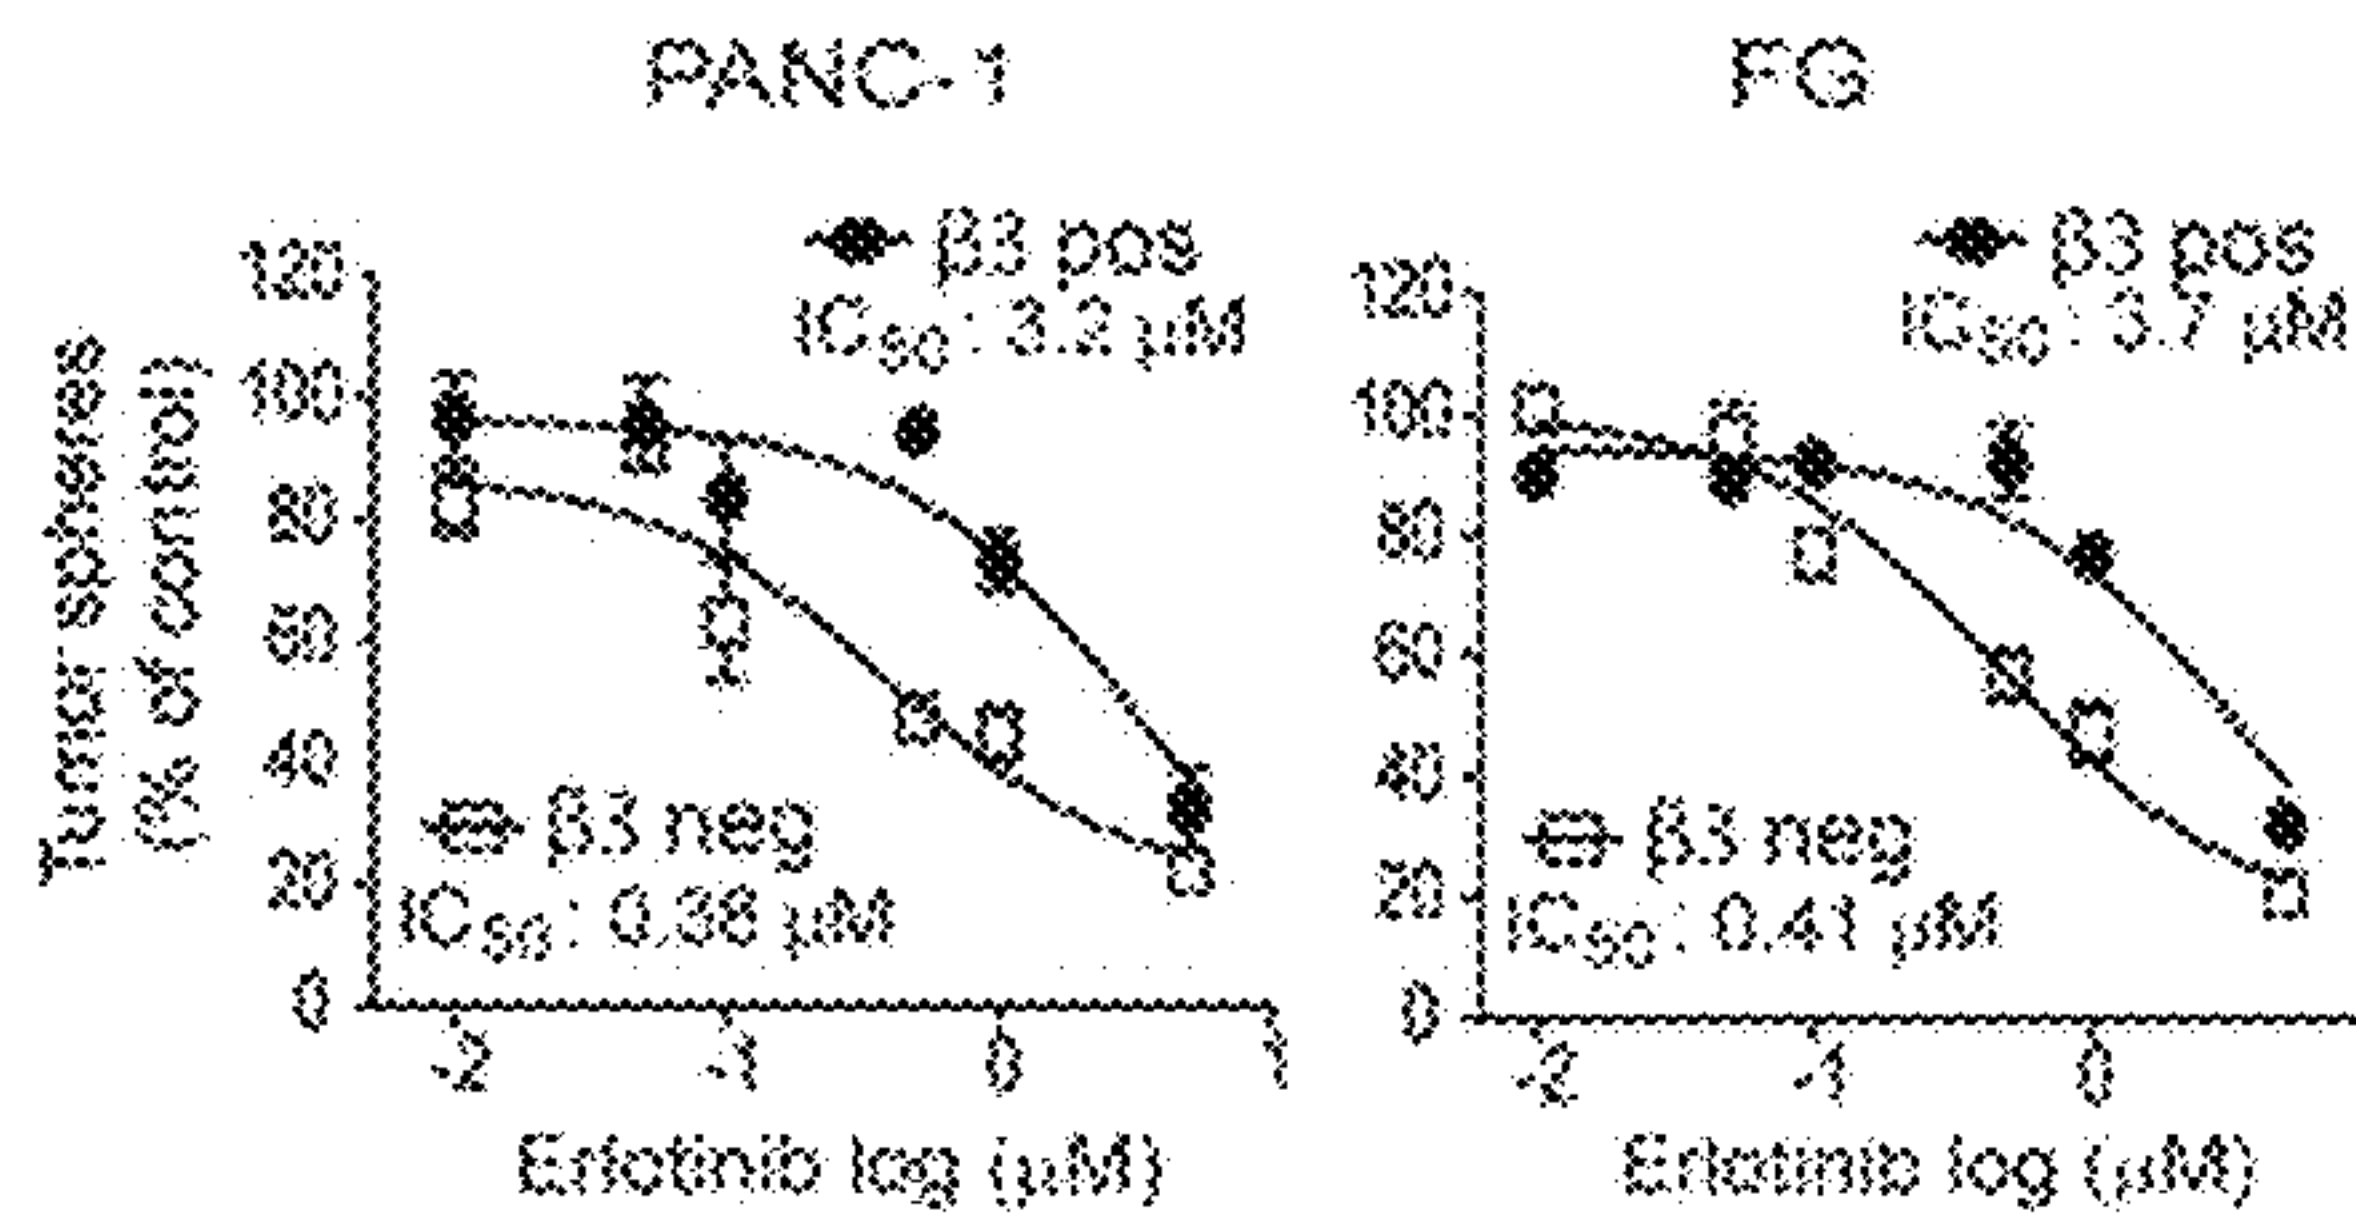 PANC-1
Tumor spheres
(% of control)
120
100
80
60
40
20
0
β3 pos
IC50: 3.2 μM
β3 neg
IC50: 0.38 μM
-2
-1
0
1
Erlotinib log (μM)
FG
120
100
80
60
40
20
0
β3 pos
IC50: 3.7 μM
β3 neg
IC50: 0.41 μM
-2
-1
0
Erlotinib log (μM)